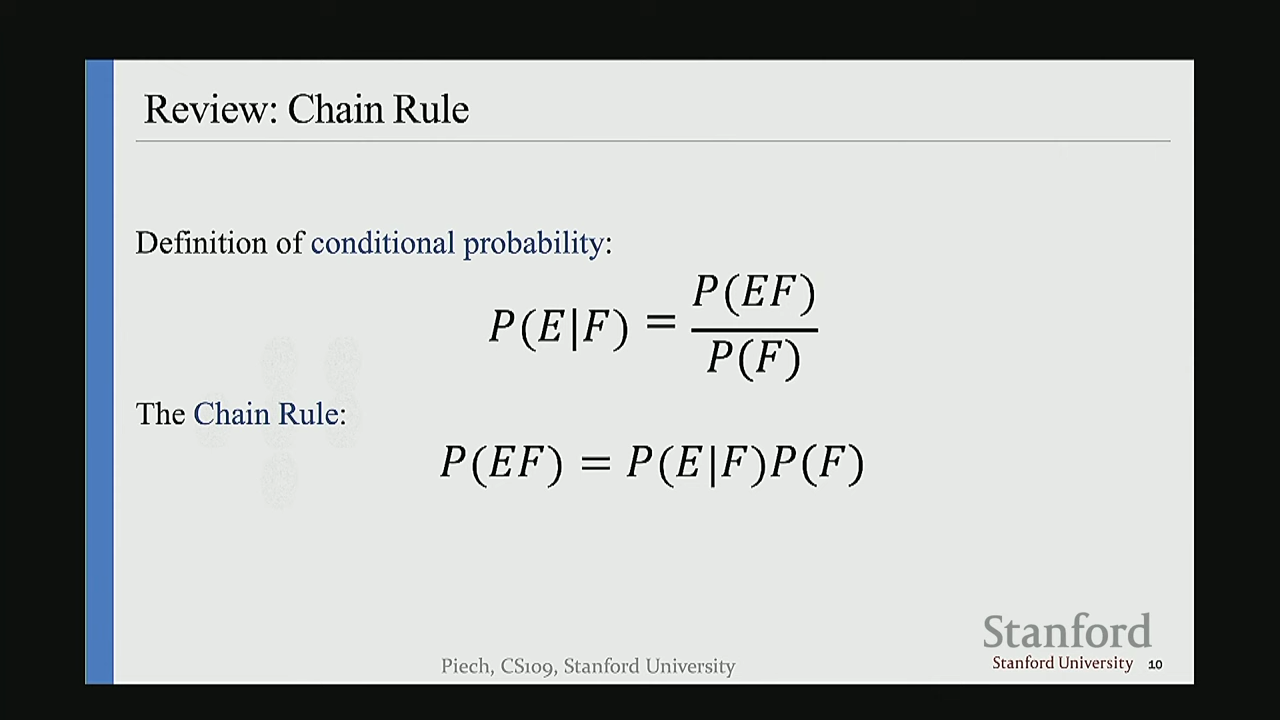 Review: Chain Rule
Definition of conditional probability:
P(E|F) = P(EF) / P(F)
The Chain Rule:
P(EF) = P(E|F)P(F)
Stanford
Piech, CS109, Stanford University
Stanford University 10